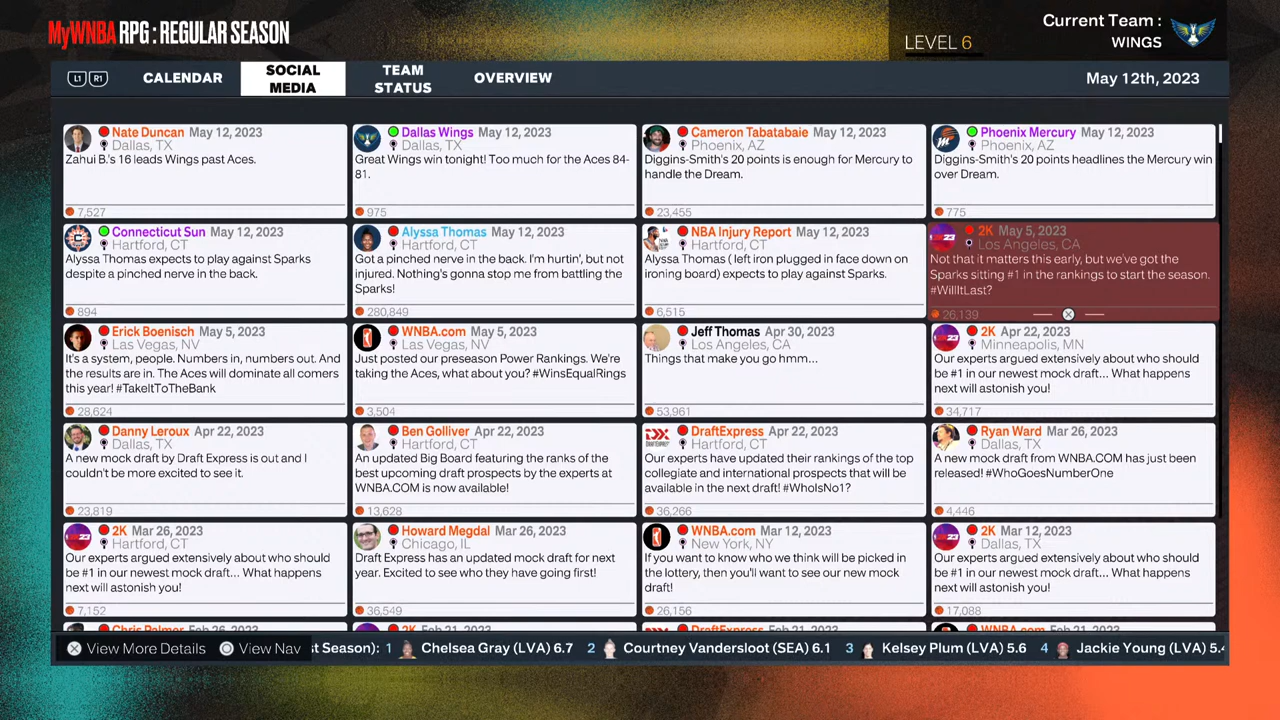 MyWNBA RPG : REGULAR SEASON
LEVEL 6
Current Team :
WINGS
L1 R1
CALENDAR
SOCIAL
MEDIA
TEAM
STATUS
OVERVIEW
May 12th, 2023
Nate Duncan May 12, 2023
Dallas, TX
Zahui B.'s 16 leads Wings past Aces.
7,527
Dallas Wings May 12, 2023
Dallas, TX
Great Wings win tonight! Too much for the Aces 84-
81.
975
Cameron Tabatabaie May 12, 2023
Phoenix, AZ
Diggins-Smith's 20 points is enough for Mercury to
handle the Dream.
23,455
Phoenix Mercury May 12, 2023
Phoenix, AZ
Diggins-Smith's 20 points headlines the Mercury win
over Dream.
775
Connecticut Sun May 12, 2023
Hartford, CT
Alyssa Thomas expects to play against Sparks
despite a pinched nerve in the back.
894
Alyssa Thomas May 12, 2023
Hartford, CT
Got a pinched nerve in the back. I'm hurtin', but not
injured. Nothing's gonna stop me from battling the
Sparks!
280,849
NBA Injury Report May 12, 2023
Hartford, CT
Alyssa Thomas ( left iron plugged in face down on
ironing board) expects to play against Sparks.
6,515
2K May 5, 2023
Los Angeles, CA
Not that it matters this early, but we've got the
Sparks sitting #1 in the rankings to start the season.
#WillItLast?
26,139
Erick Boenisch May 5, 2023
Las Vegas, NV
It's a system, people. Numbers in, numbers out. And
the results are in. The Aces will dominate all comers
this year! #TakeItToTheBank
28,624
WNBA.com May 5, 2023
Las Vegas, NV
Just posted our preseason Power Rankings. We're
taking the Aces, what about you? #WinsEqualRings
3,504
Jeff Thomas Apr 30, 2023
Los Angeles, CA
Things that make you go hmm...
53,961
2K Apr 22, 2023
Minneapolis, MN
Our experts argued extensively about who should
be #1 in our newest mock draft... What happens
next will astonish you!
34,717
Danny Leroux Apr 22, 2023
Dallas, TX
A new mock draft by Draft Express is out and I
couldn't be more excited to see it.
23,819
Ben Golliver Apr 22, 2023
Hartford, CT
An updated Big Board featuring the ranks of the
best upcoming draft prospects by the experts at
WNBA.COM is now available!
13,628
DraftExpress Apr 22, 2023
Hartford, CT
Our experts have updated their rankings of the top
collegiate and international prospects that will be
available in the next draft! #WhoIsNo1?
36,266
Ryan Ward Mar 26, 2023
Dallas, TX
A new mock draft from WNBA.COM has just been
released! #WhoGoesNumberOne
4,446
2K Mar 26, 2023
Hartford, CT
Our experts argued extensively about who should
be #1 in our newest mock draft... What happens
next will astonish you!
7,152
Howard Megdal Mar 26, 2023
Chicago, IL
Draft Express has an updated mock draft for next
year. Excited to see who they have going first!
36,549
WNBA.com Mar 12, 2023
New York, NY
If you want to know who we think will be picked in
the lottery, then you'll want to see our new mock
draft!
26,156
2K Mar 12, 2023
Dallas, TX
Our experts argued extensively about who should
be #1 in our newest mock draft... What happens
next will astonish you!
17,088
Chris Palmer Feb 26, 2023
2K Feb 21, 2023
DraftExpress Feb 21, 2023
WNBA.com Feb 21, 2023
View More Details View Nav st Season): 1 Chelsea Gray (LVA) 6.7 2 Courtney Vandersloot (SEA) 6.1 3 Kelsey Plum (LVA) 5.6 4 Jackie Young (LVA) 5.4